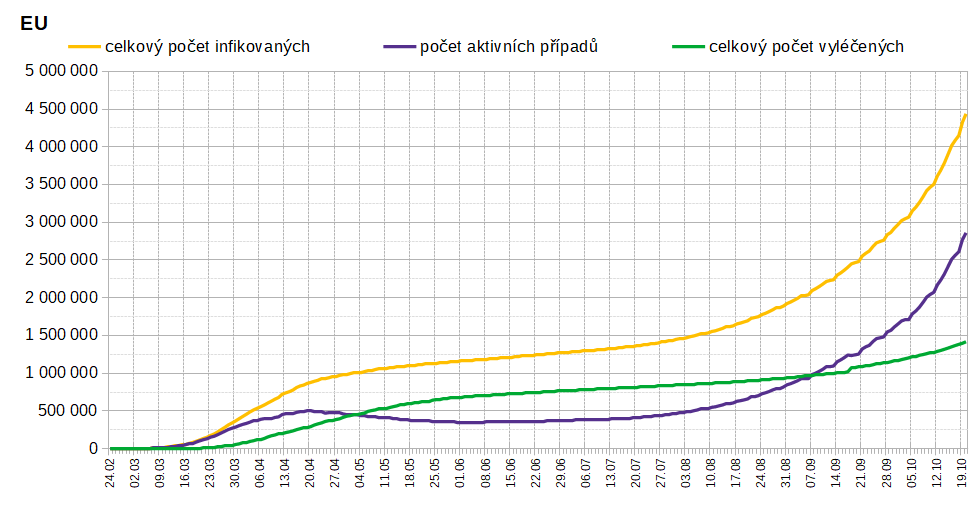 EU
celkový počet infikovaných počet aktivních případů celkový počet vyléčených
5 000 000
4 500 000
4 000 000
3 500 000
3 000 000
2 500 000
2 000 000
1 500 000
1 000 000
500 000
0
24.02. 02.03. 09.03. 16.03. 23.03. 30.03. 06.04. 13.04. 20.04. 27.04. 04.05. 11.05. 18.05. 25.05. 01.06. 08.06. 15.06. 22.06. 29.06. 06.07. 13.07. 20.07. 27.07. 03.08. 10.08. 17.08. 24.08. 31.08. 07.09. 14.09. 21.09. 28.09. 05.10. 12.10. 19.10.